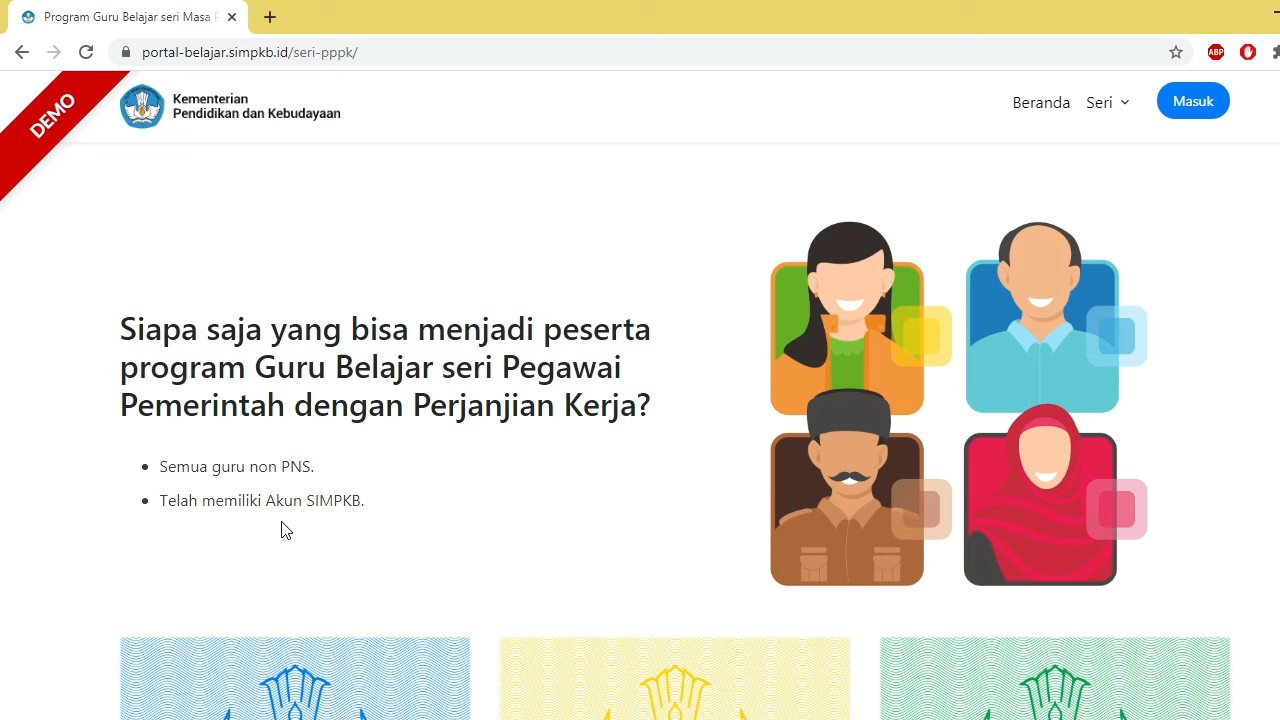 Program Guru Belajar seri Masa
portal-belajar.simpkb.id/seri-pppk/
ABP
DEMO
Kementerian
Pendidikan dan Kebudayaan
Beranda
Seri
Masuk
Siapa saja yang bisa menjadi peserta
program Guru Belajar seri Pegawai
Pemerintah dengan Perjanjian Kerja?
Semua guru non PNS.
Telah memiliki Akun SIMPKB.